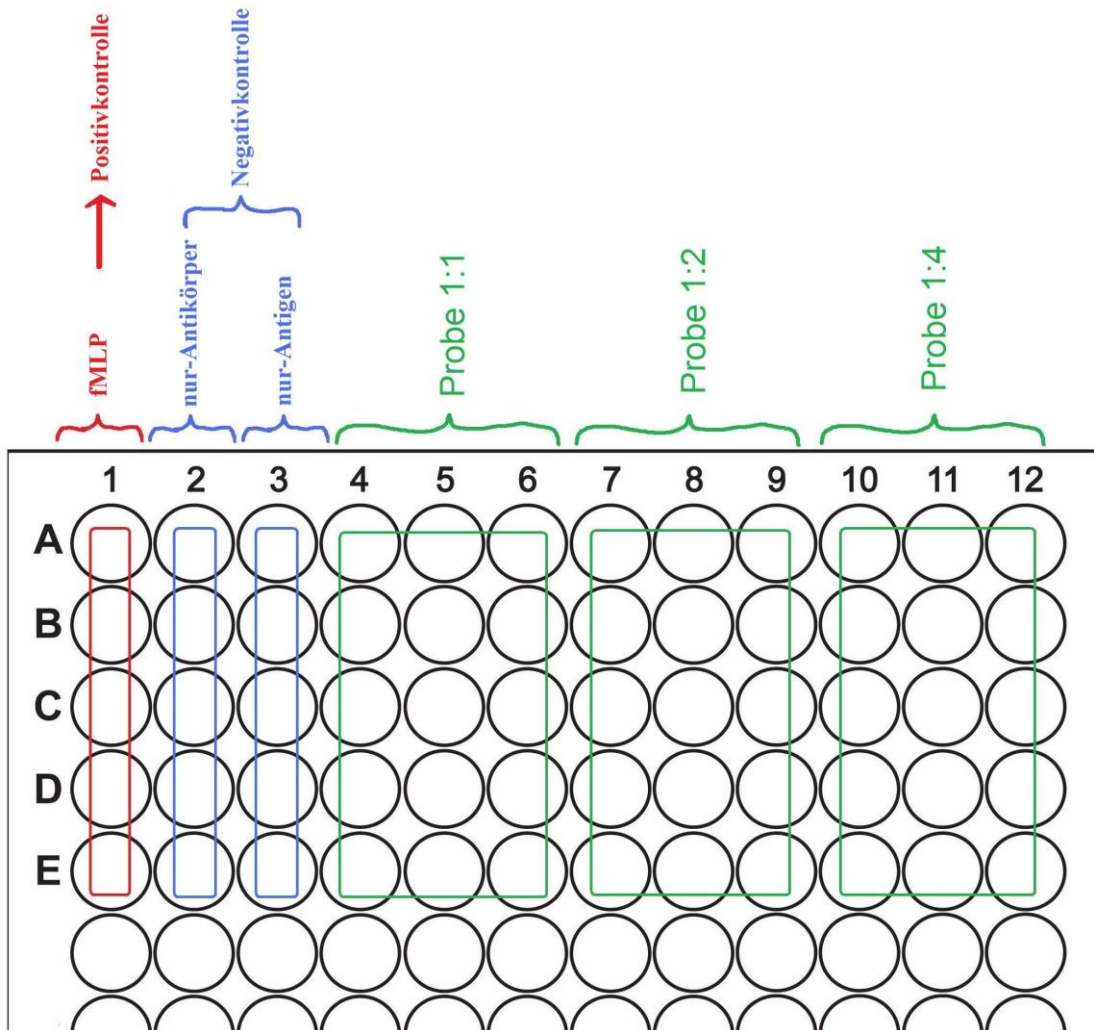 Positivkontrolle
Negativkontrolle
fMLP
nur-Antikörper
nur-Antigen
Probe 1:1
Probe 1:2
Probe 1:4
1 2 3 4 5 6 7 8 9 10 11 12
A
B
C
D
E